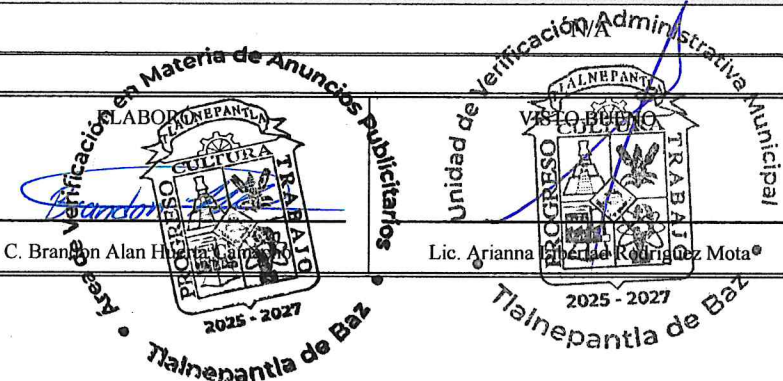 N/A
ELABORÓ
VISTO BUENO
Brandon
C. Brandon Alan Huerta Camacho
Lic. Arianna Libertad Rodríguez Mota
Área de Verificación en Materia de Anuncios Publicitarios
TLALNEPANTLA
CULTURA
PROGRESO
TRABAJO
2025 - 2027
Tlalnepantla de Baz
Unidad de Verificación Administrativa Municipal
TLALNEPANTLA
CULTURA
PROGRESO
TRABAJO
2025 - 2027
Tlalnepantla de Baz